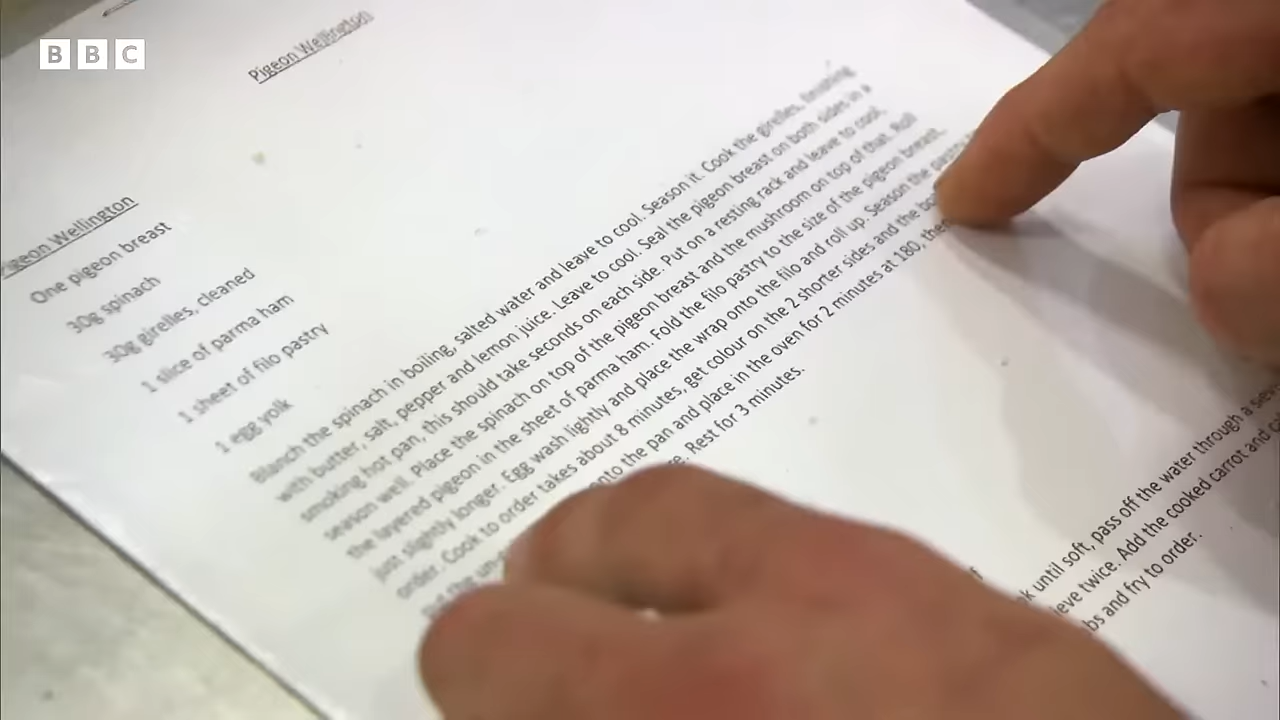 BBC
Pigeon Wellington
Pigeon Wellington
One pigeon breast
30g spinach
30g girelles, cleaned
1 slice of parma ham
1 sheet of filo pastry
1 egg yolk
Blanch the spinach in boiling, salted water and leave to cool. Season it. Cook the girelles, finishing
with butter, salt, pepper and lemon juice. Leave to cool. Seal the pigeon breast on both sides in a
smoking hot pan, this should take seconds on each side. Put on a resting rack and leave to cool,
season well. Place the spinach on top of the pigeon breast and the mushroom on top of that. Roll
the layered pigeon in the sheet of parma ham. Fold the filo pastry to the size of the pigeon breast,
just slightly longer. Egg wash lightly and place the wrap onto the filo and roll up. Season the pastry
order. Cook to order takes about 8 minutes, get colour on the 2 shorter sides and the
onto the pan and place in the oven for 2 minutes at 180, then
Rest for 3 minutes.
until soft, pass off the water through a
twice. Add the cooked carrot and
and fry to order.